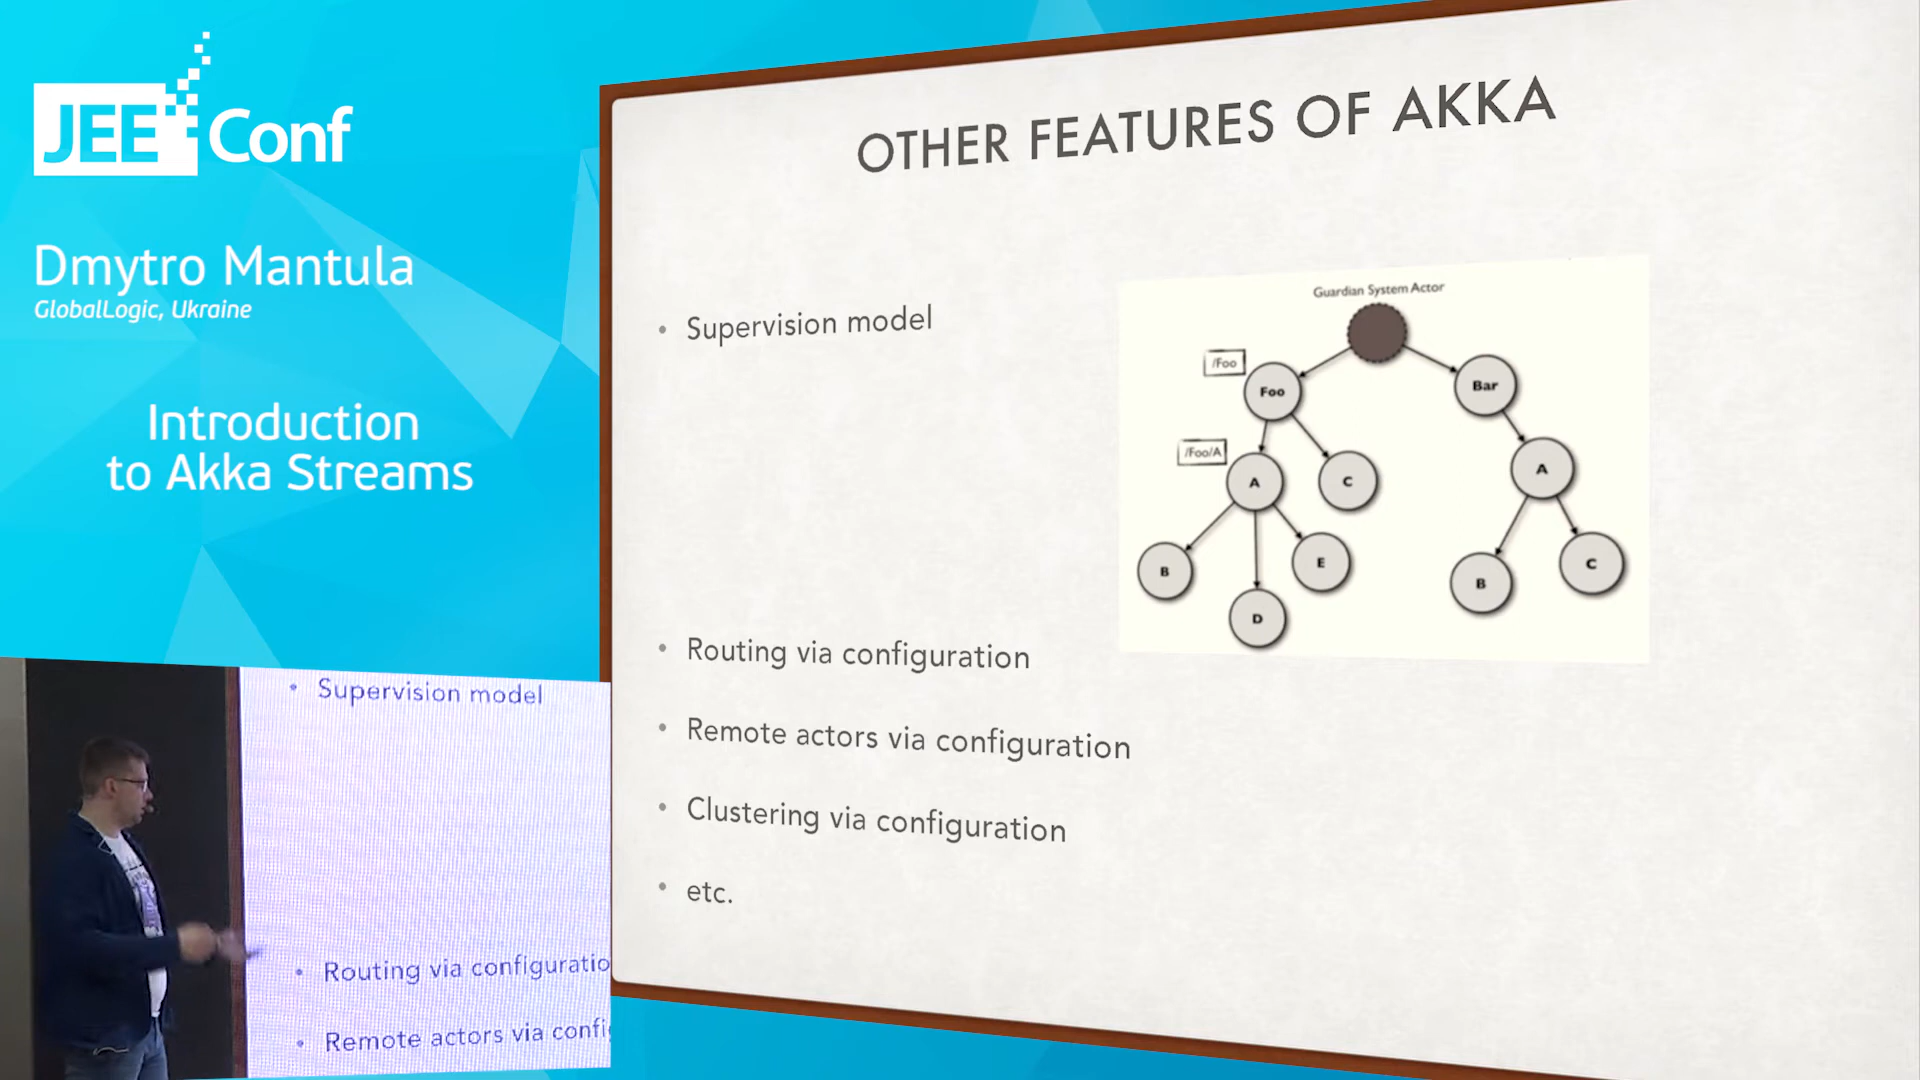 JEE Conf
Dmytro Mantula
GlobalLogic, Ukraine
Introduction
to Akka Streams
OTHER FEATURES OF AKKA
• Supervision model
Guardian System Actor
/Foo
Foo
Bar
/Foo/A
A
C
A
B
E
B
C
D
• Routing via configuration
• Remote actors via configuration
• Clustering via configuration
• etc.
• Supervision model
• Routing via configuratio
• Remote actors via confi